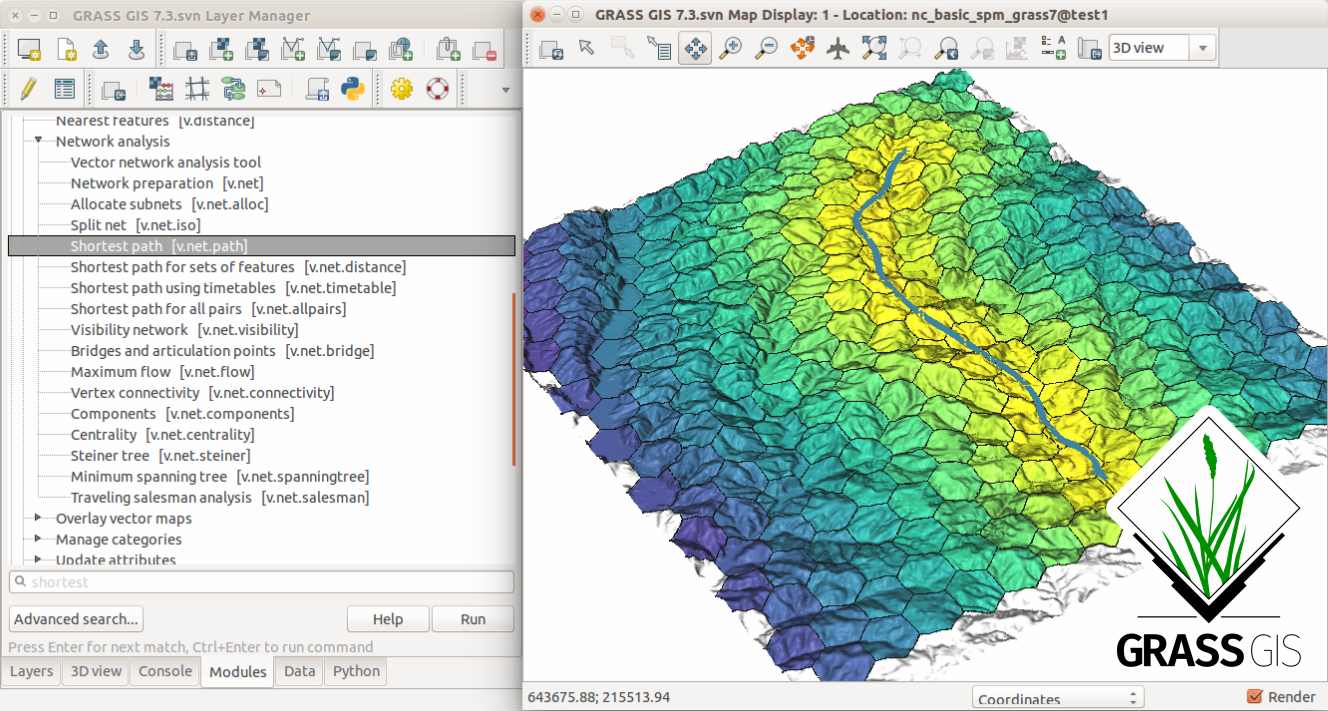 GRASS GIS 7.3.svn Layer Manager
Nearest features [v.distance]
Network analysis
Vector network analysis tool
Network preparation [v.net]
Allocate subnets [v.net.alloc]
Split net [v.net.iso]
Shortest path [v.net.path]
Shortest path for sets of features [v.net.distance]
Shortest path using timetables [v.net.timetable]
Shortest path for all pairs [v.net.allpairs]
Visibility network [v.net.visibility]
Bridges and articulation points [v.net.bridge]
Maximum flow [v.net.flow]
Vertex connectivity [v.net.connectivity]
Components [v.net.components]
Centrality [v.net.centrality]
Steiner tree [v.net.steiner]
Minimum spanning tree [v.net.spanningtree]
Traveling salesman analysis [v.net.salesman]
Overlay vector maps
Manage categories
Update attributes
shortest
Advanced search... Help Run
Press Enter for next match, Ctrl+Enter to run command
Layers 3D view Console Modules Data Python
GRASS GIS 7.3.svn Map Display: 1 - Location: nc_basic_spm_grass7@test1
A
3D view
GRASS GIS
643675.88; 215513.94 Coordinates Render